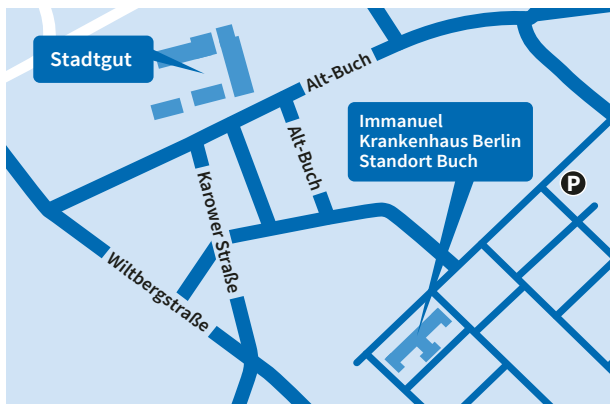 Stadtgut
Alt-Buch
Immanuel
Krankenhaus Berlin
Standort Buch
Alt-Buch
P
Karower Straße
Wiltbergstraße